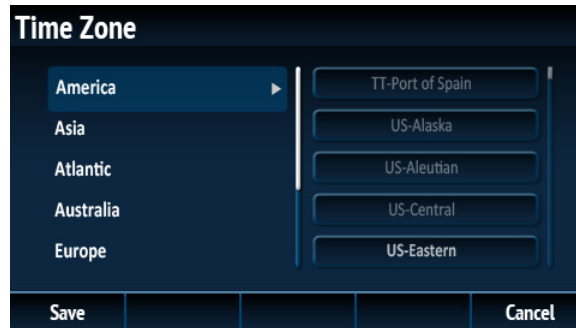 Time Zone
America
Asia
Atlantic
Australia
Europe
TT-Port of Spain
US-Alaska
US-Aleutian
US-Central
US-Eastern
Save
Cancel